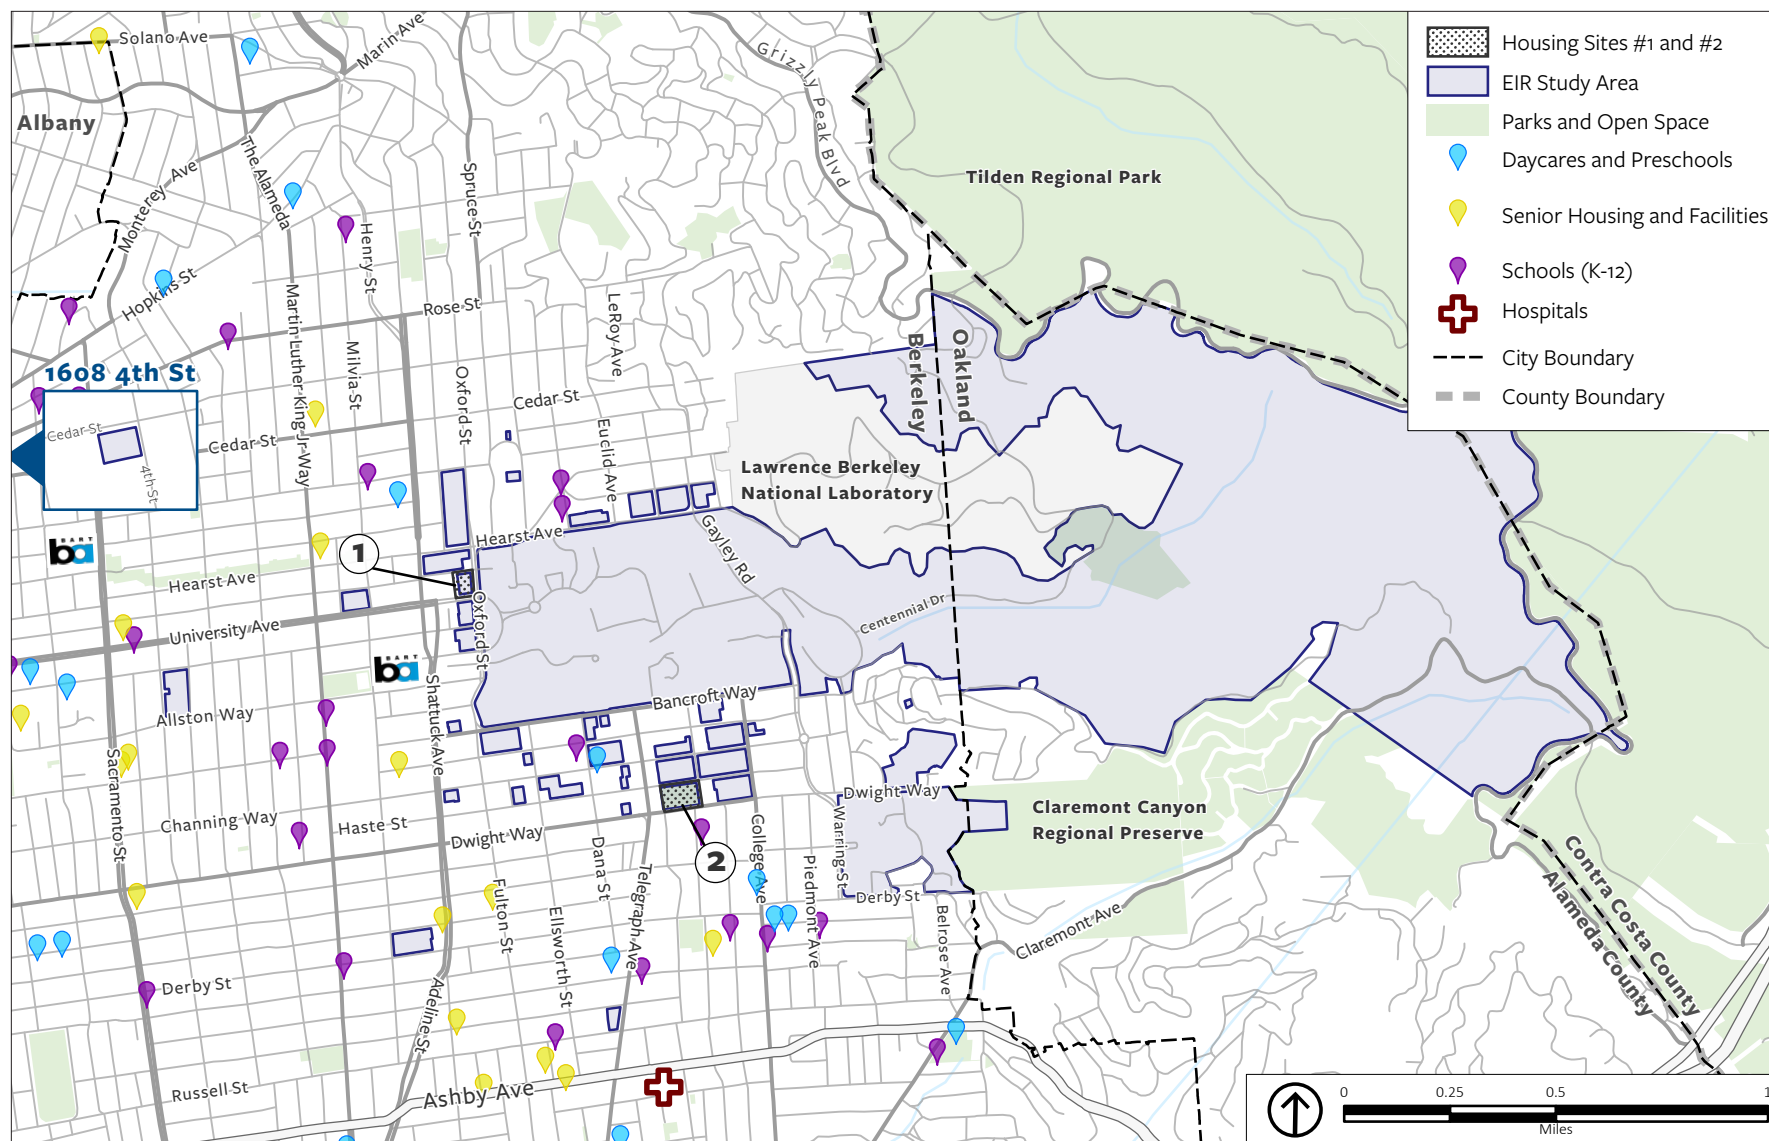 Solano Ave
Marin Ave
Grizzly Peak Blvd
Albany
The Alameda
Monterey Ave
Spruce St
Henry St
Hopkins St
Rose St
Martin Luther King Jr Way
Milvia St
LeRoy Ave
Oxford St
Cedar St
Euclid Ave
1608 4th St
Cedar St
4th St
Cedar St
Tilden Regional Park
Berkeley
Oakland
Lawrence Berkeley
National Laboratory
Hearst Ave
Gayley Rd
BART
ba
1
Hearst Ave
University Ave
Oxford St
Centennial Dr
BART
ba
Shattuck Ave
Bancroft Way
Allston Way
Sacramento St
Channing Way
Haste St
Dwight Way
Dwight Way
2
College Ave
Warring St
Claremont Canyon
Regional Preserve
Dana St
Telegraph Ave
Piedmont Ave
Derby St
Fulton St
Ellsworth St
Belrose Ave
Claremont Ave
Derby St
Adeline St
Russell St
Ashby Ave
Contra Costa County
Alameda County
Housing Sites #1 and #2
EIR Study Area
Parks and Open Space
Daycares and Preschools
Senior Housing and Facilities
Schools (K-12)
Hospitals
City Boundary
County Boundary
0 0.25 0.5 1
Miles